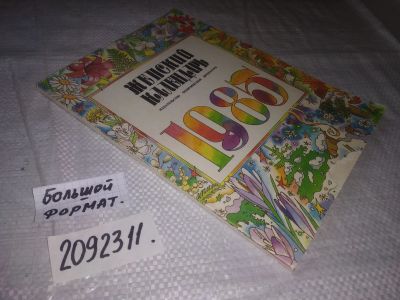 ЖЕНСКИЙ
КАЛЕНДАРЬ
1985
БОЛЬШОЙ
ФОРМАТ.
2092311.